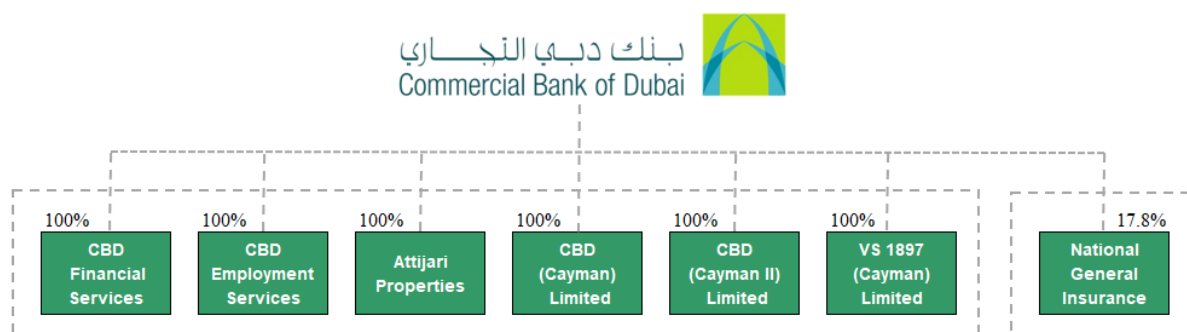 بنك دبي التجاري
Commercial Bank of Dubai
100%
100%
100%
100%
100%
100%
17.8%
CBD
Financial
Services
CBD
Employment
Services
Attijari
Properties
CBD
(Cayman)
Limited
CBD
(Cayman II)
Limited
VS 1897
(Cayman)
Limited
National
General
Insurance